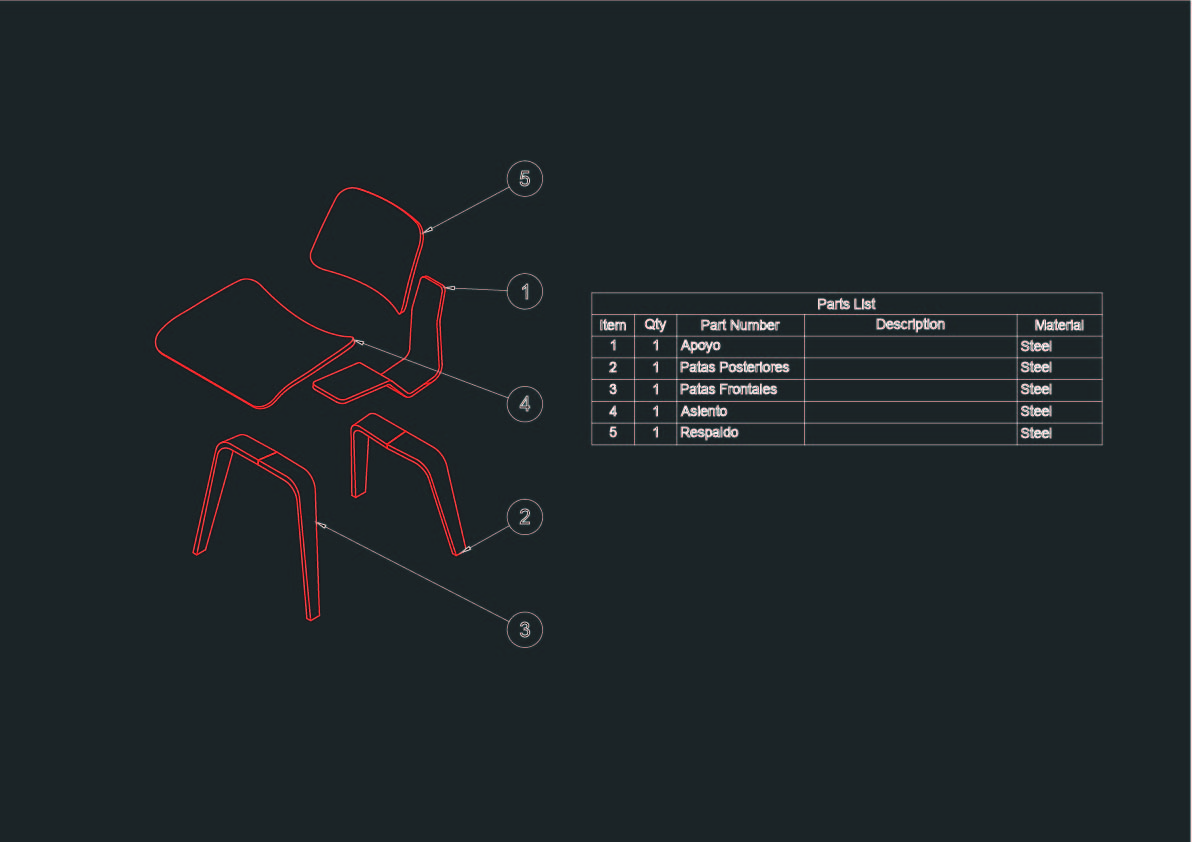 5
1
4
2
3
Parts List
Item Qty Part Number Description Material
1 1 Apoyo Steel
2 1 Patas Posteriores Steel
3 1 Patas Frontales Steel
4 1 Asiento Steel
5 1 Respaldo Steel